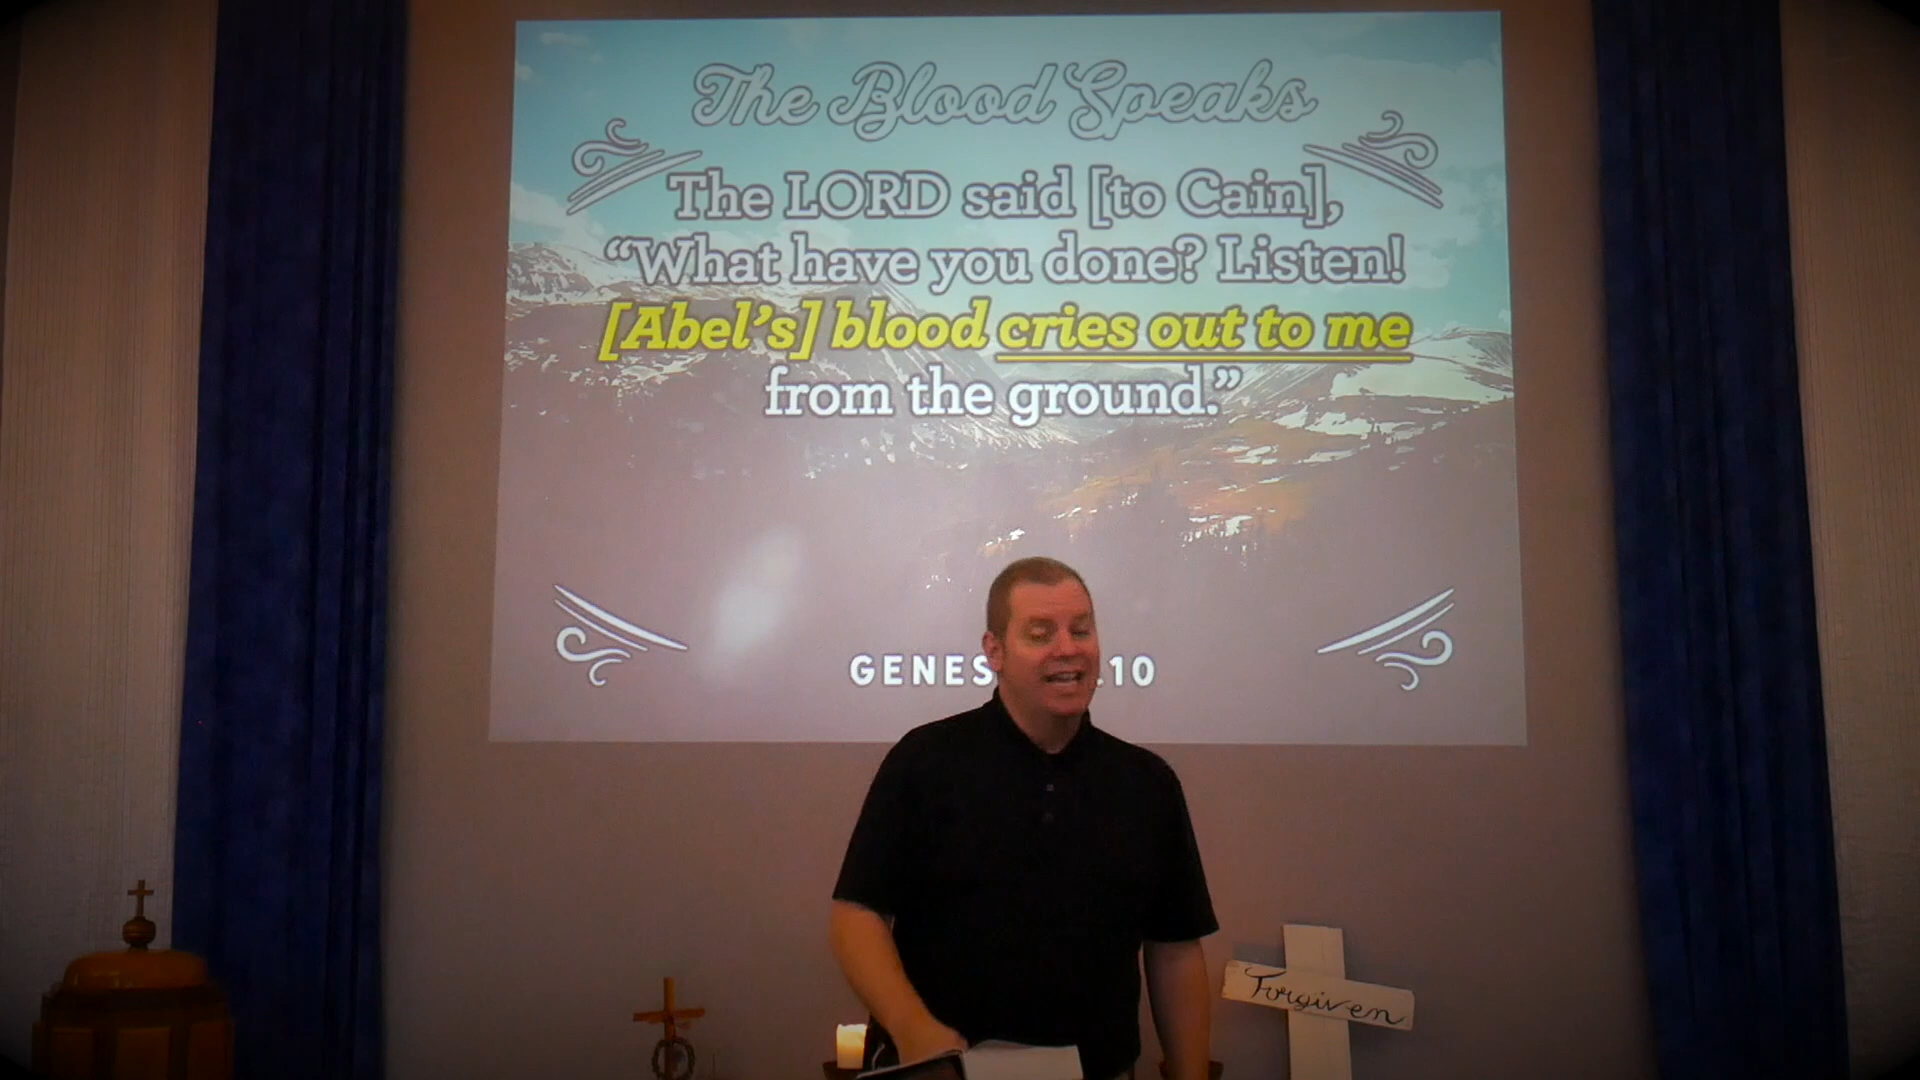 The Blood Speaks
The LORD said [to Cain],
“What have you done? Listen!
[Abel’s] blood cries out to me
from the ground.”
GENES .10
Forgiven